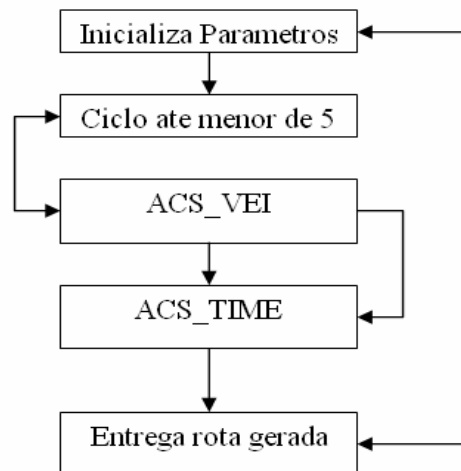 Inicializa Parametros
Ciclo ate menor de 5
ACS_VEI
ACS_TIME
Entrega rota gerada